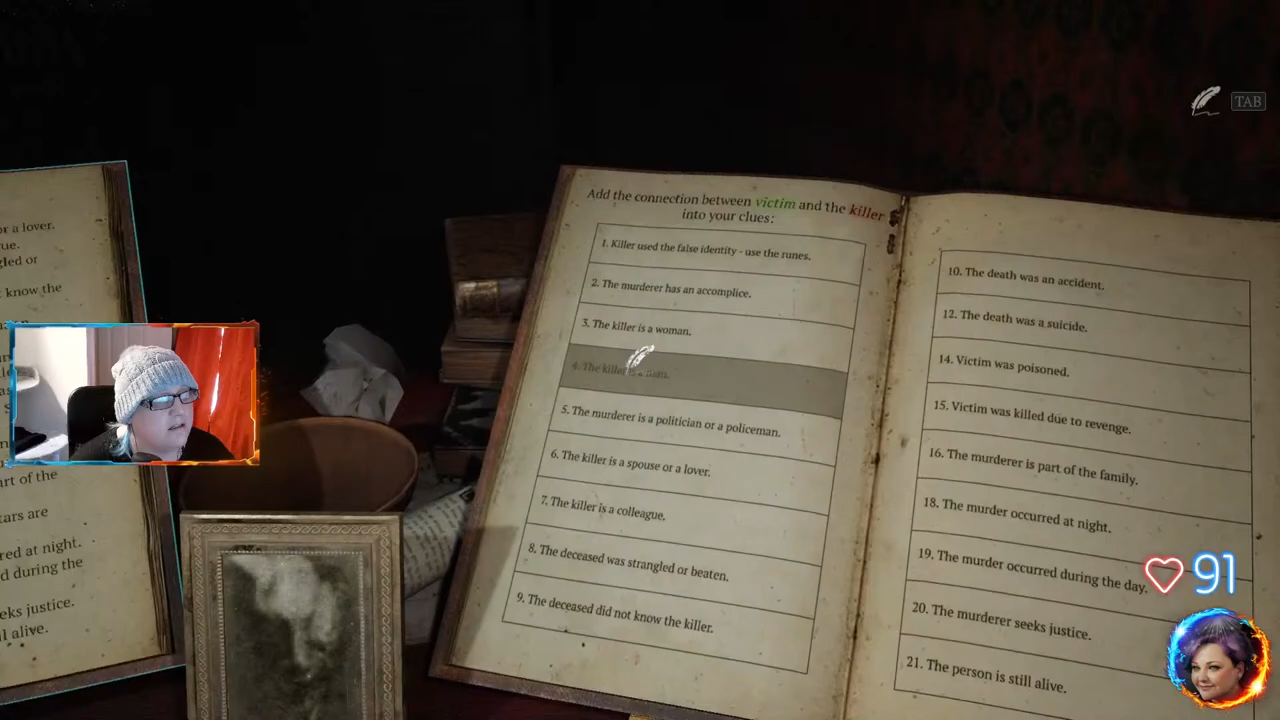 TAB
or a lover.
ue.
gled or
know the
art of the
tars are
red at night.
d during the
eeks justice.
ll alive.
Add the connection between victim and the killer
into your clues:
1. Killer used the false identity - use the runes.
2. The murderer has an accomplice.
3. The killer is a woman.
4. The killer is a man.
5. The murderer is a politician or a policeman.
6. The killer is a spouse or a lover.
7. The killer is a colleague.
8. The deceased was strangled or beaten.
9. The deceased did not know the killer.
10. The death was an accident.
12. The death was a suicide.
14. Victim was poisoned.
15. Victim was killed due to revenge.
16. The murderer is part of the family.
18. The murder occurred at night.
19. The murder occurred during the day.
20. The murderer seeks justice.
21. The person is still alive.
91